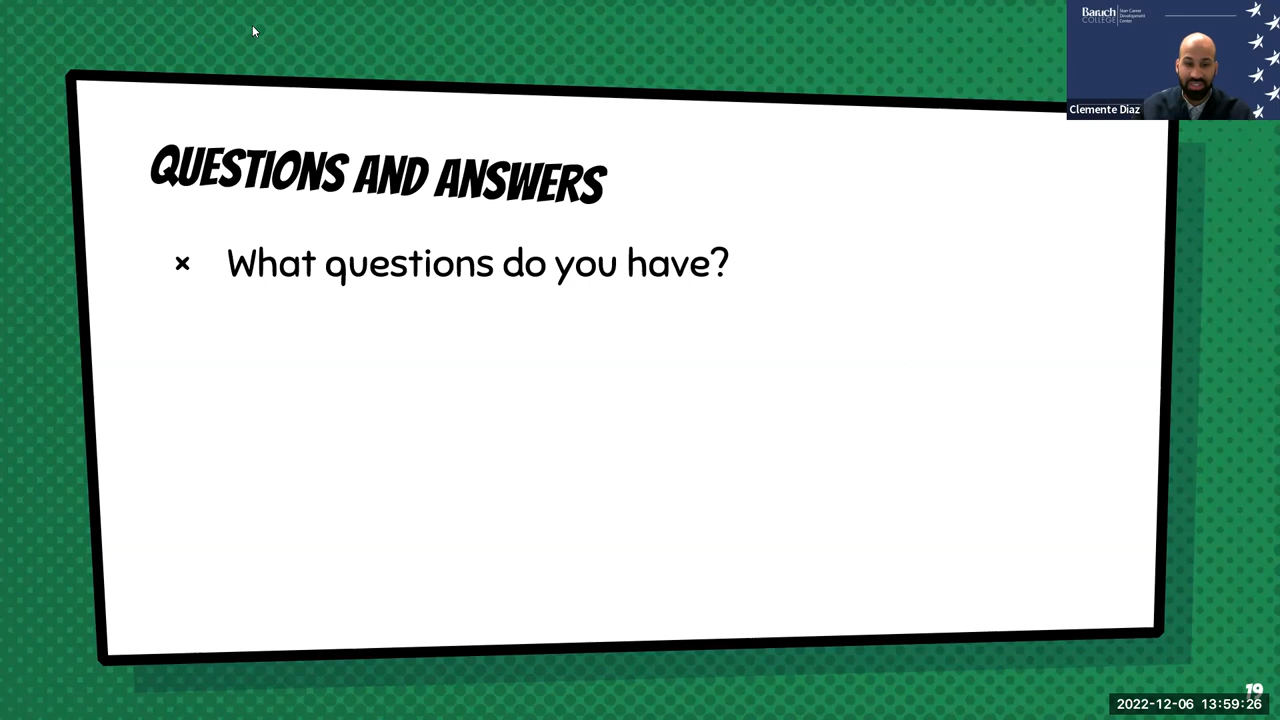 Baruch
COLLEGE
Starr Career
Development
Center
Clemente Diaz
QUESTIONS AND ANSWERS
× What questions do you have?
19
2022-12-06 13:59:26